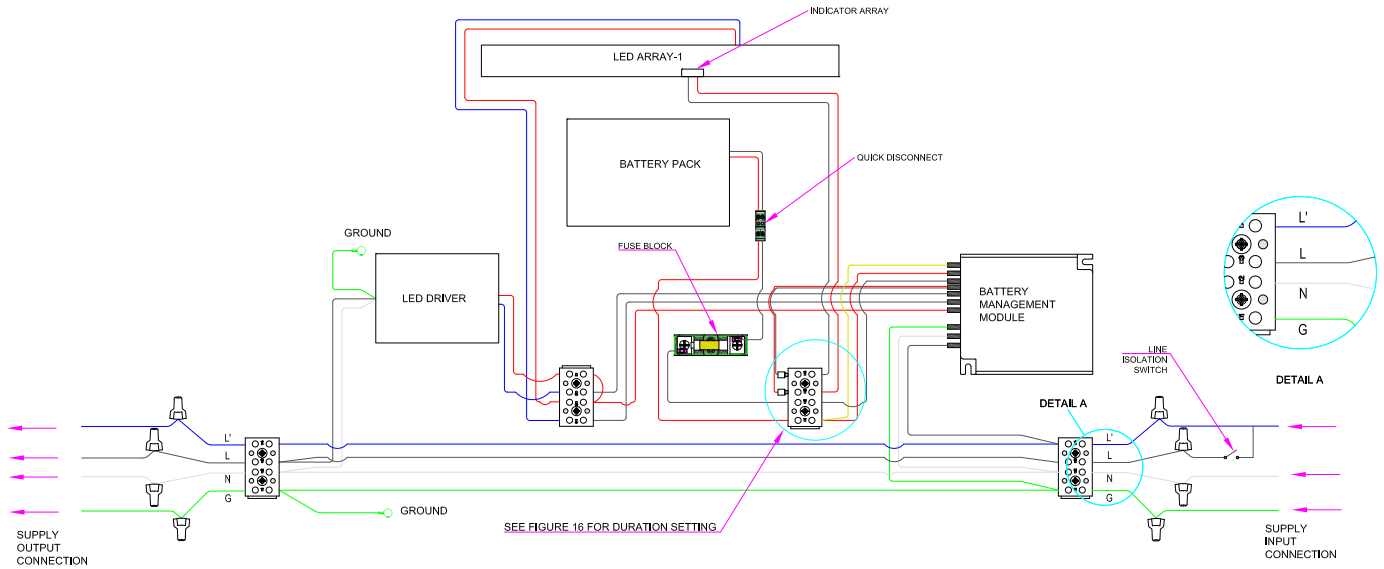 INDICATOR ARRAY
LED ARRAY-1
BATTERY PACK
QUICK DISCONNECT
GROUND
FUSE BLOCK
LED DRIVER
BATTERY
MANAGEMENT
MODULE
L'
L
N
G
DETAIL A
LINE
ISOLATION
SWITCH
DETAIL A
L'
L
N
G
L'
L
N
G
GROUND
SEE FIGURE 16 FOR DURATION SETTING
SUPPLY
OUTPUT
CONNECTION
SUPPLY
INPUT
CONNECTION